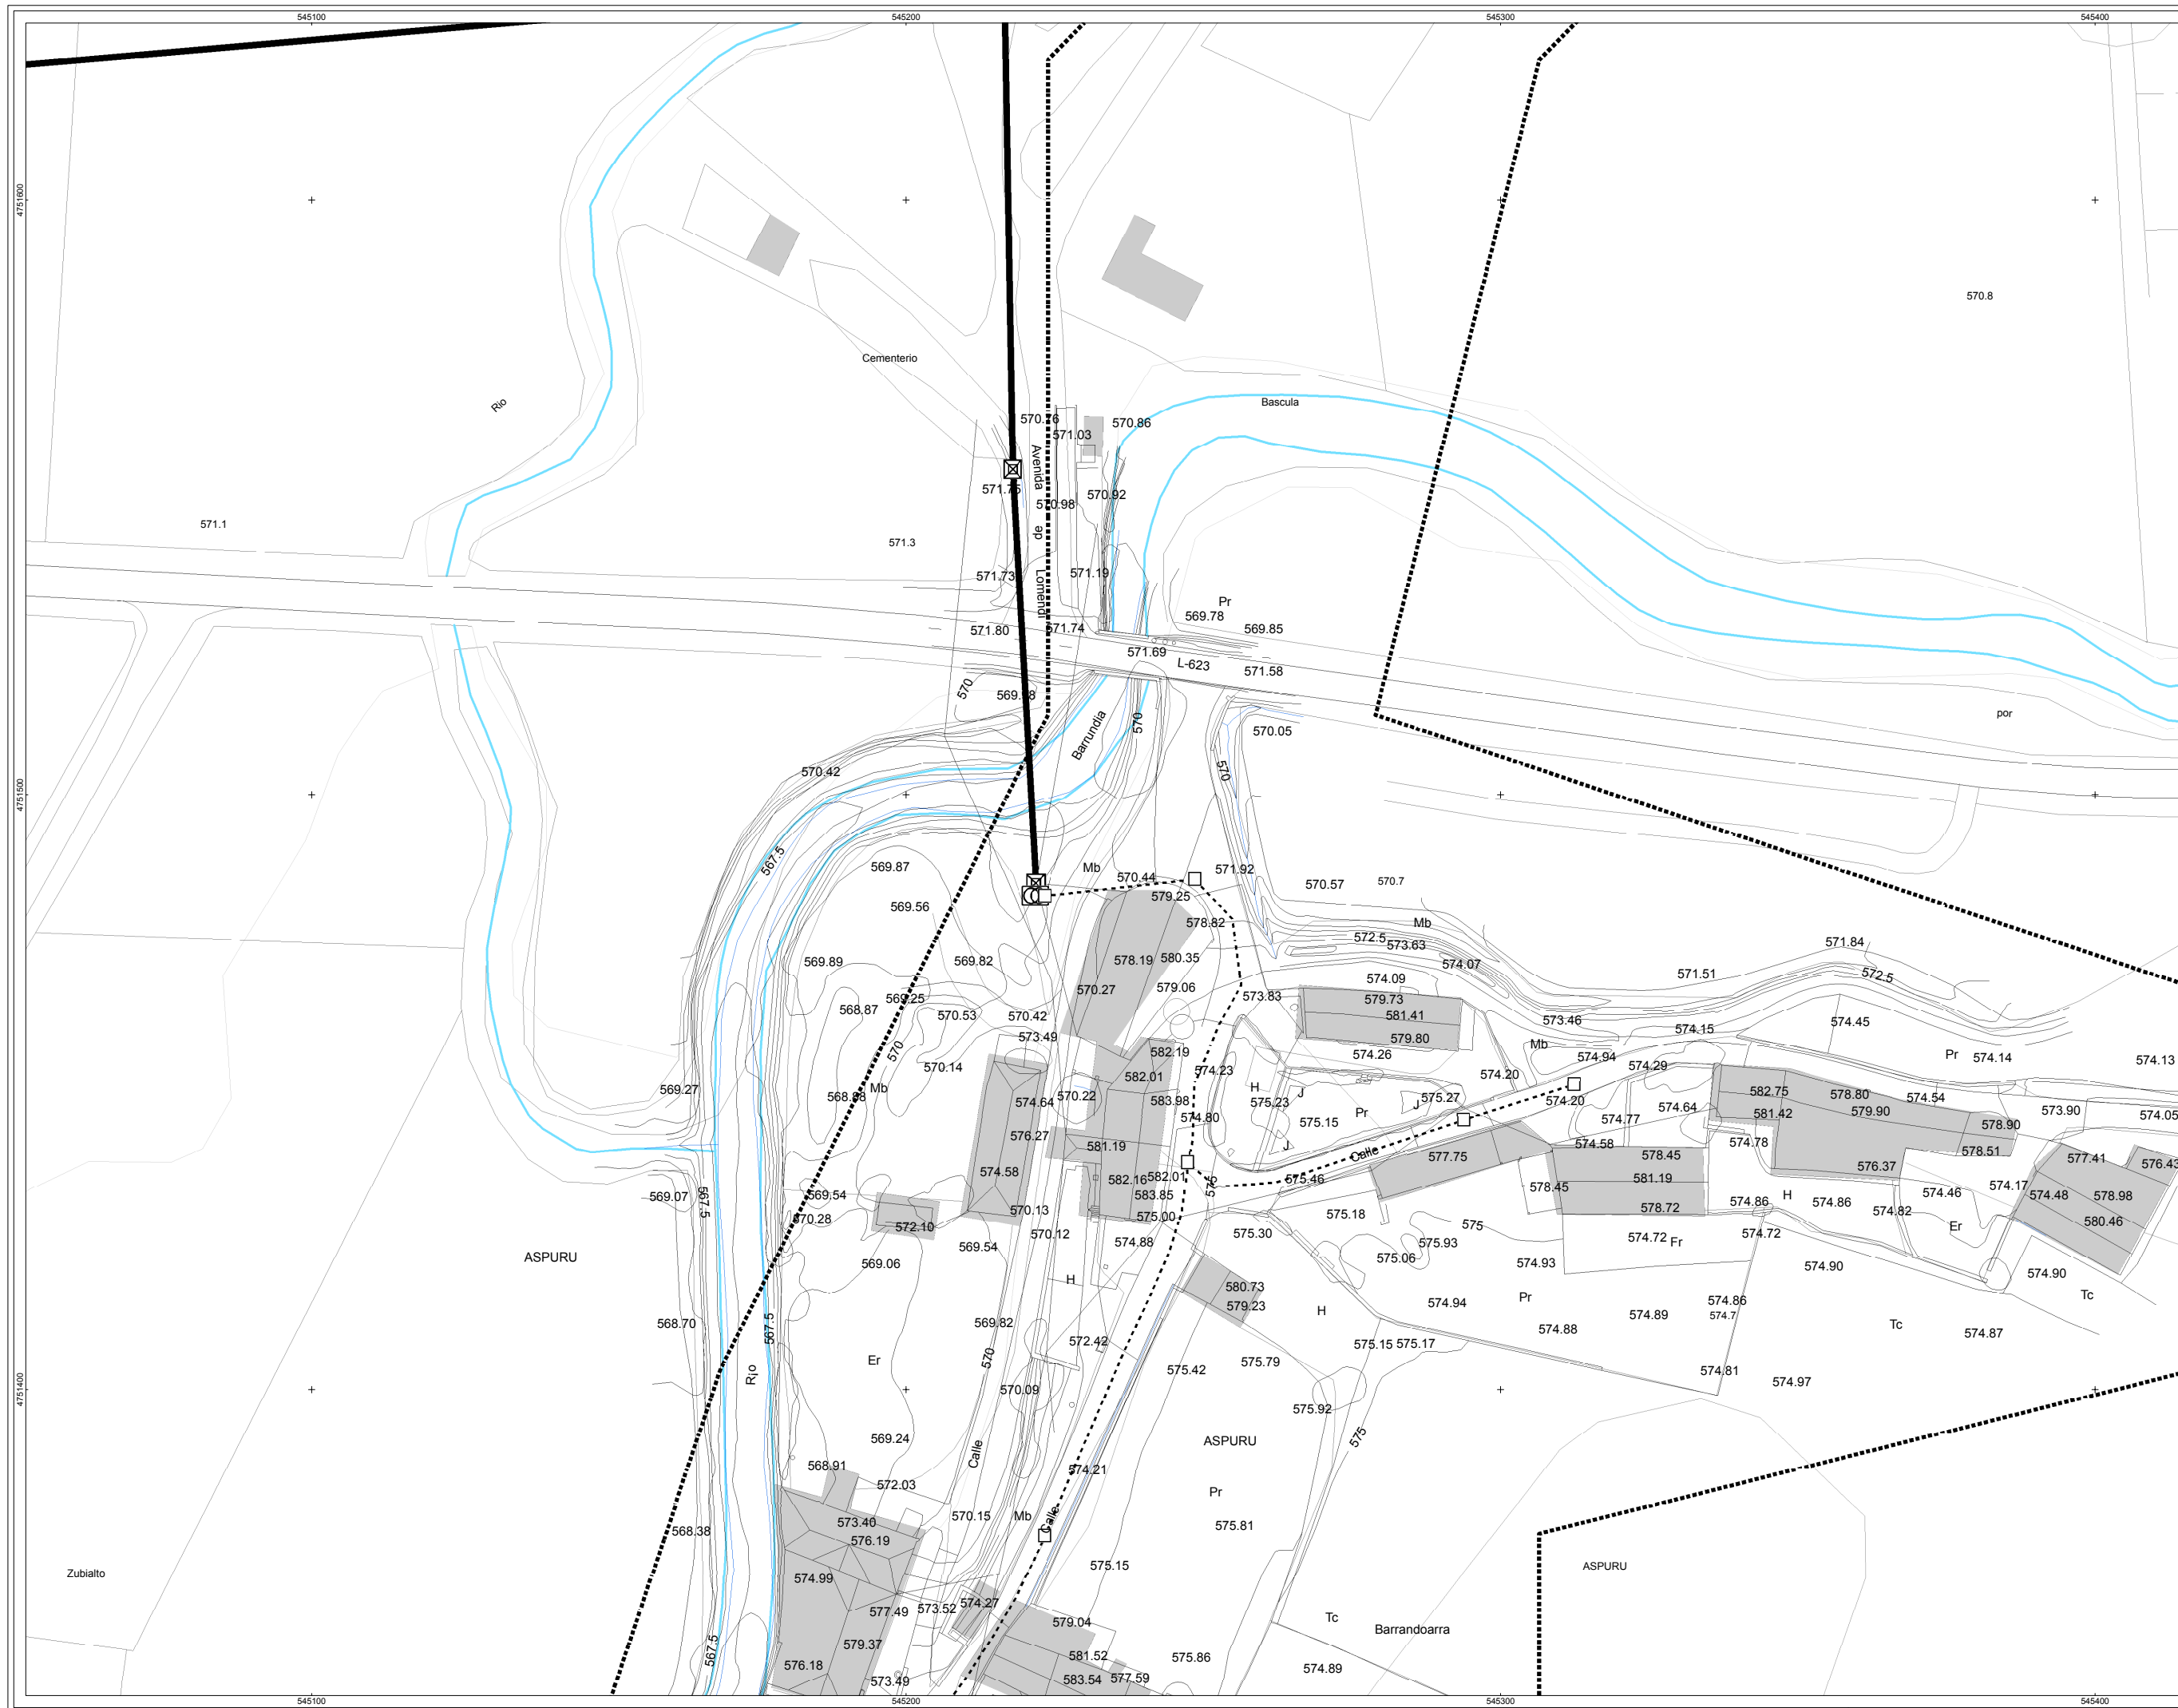 545100 545200 545300 545400
4751600
570.8
Cementerio
Rio
Bascula
570.76 570.86
571.03
Avenida de Lomendi
571.75 570.92
570.98
571.1
571.3
571.73 571.19
Pr
569.78
571.80 571.74 569.85
571.69
L-623
571.58
570 569.98
por
Barrundia
570
570.05
570.42
570
4751500
567.5
569.87 Mb
570.44 571.92
570.57 570.7
579.25
569.56
578.82 Mb
572.5
573.63 571.84
569.89 569.82 578.19 580.35
574.07
571.51 572.5
574.09
570.27 579.06
569.25 573.83 579.73
568.87 570.53 570.42 581.41 573.46 574.15 574.45
573.49 579.80
570 582.19 574.26 Mb 574.94 Pr 574.14 574.13
570.14 582.01 574.23 574.20 574.29
569.27 568.88 Mb 574.64 570.22 583.98 H J 575.27 574.20 582.75 578.80 574.54
575.23 J 574.64 579.90 573.90 574.05
574.80 575.15 Pr 574.77 581.42 578.90
576.27 581.19 J 574.58 574.78 578.51
Calle 577.75 578.45 577.41 576.43
574.58 582.16 582.01 575.46 581.19 576.37
569.07 567.5 569.54 583.85 575 578.45 574.86 H 574.86 574.46 574.17 574.48 578.98
570.28 572.10 570.13 575.00 575.18 578.72 574.82
570.12 574.88 575.30 575.93 575 574.72 Fr 574.72 Er 580.46
ASPURU 569.54
569.06 575.06 574.93 574.90 574.90
H 580.73 Tc
579.23 H 574.94 Pr 574.86
568.70 567.5 569.82 574.88 574.89 574.7 Tc 574.87
572.42 575.15 575.17
Rio Er 570 575.42 575.79 574.81
4751400
570.09 574.97
575.92
569.24 Calle ASPURU 575
568.91 574.21
572.03 Pr
568.38 573.40 570.15 Mb Calle 575.81
576.19
Zubialto 574.99 575.15 ASPURU
577.49 573.52 574.27
579.04 Tc Barrandoarra
567.5 579.37 581.52 575.86
576.18 573.49 583.54 577.59 574.89
545100 545200 545300 545400